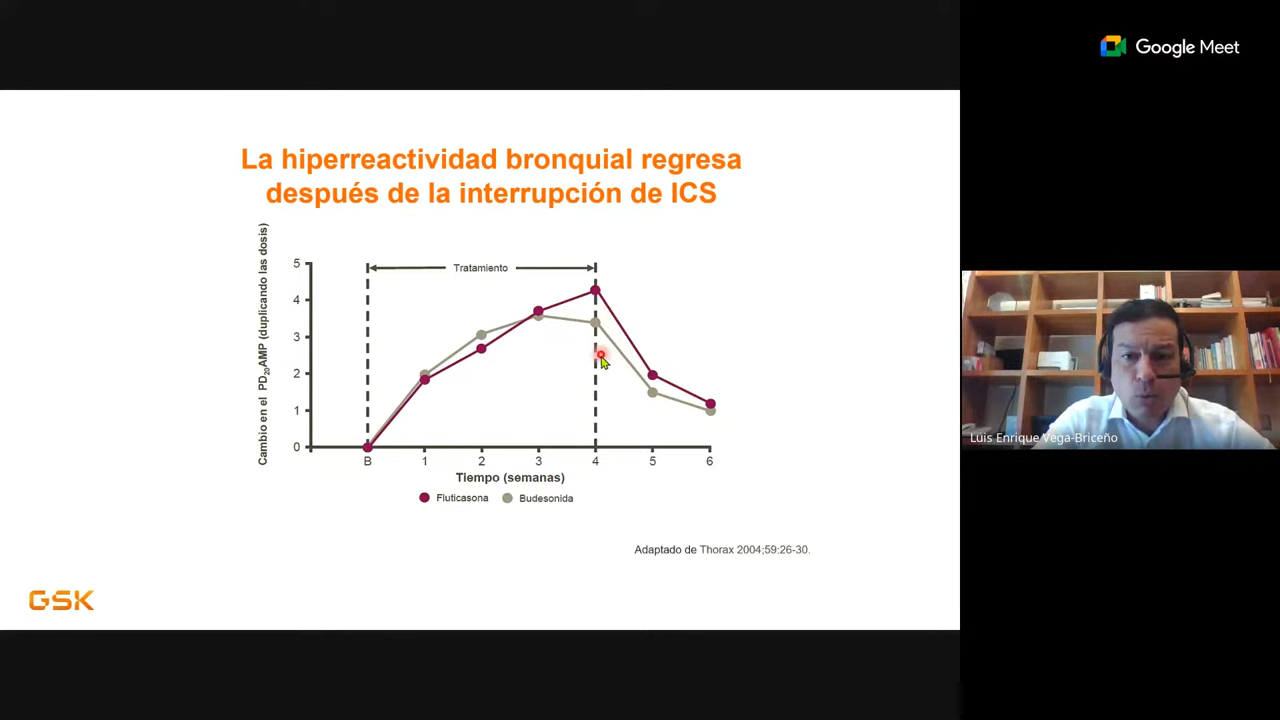 Google Meet
La hiperreactividad bronquial regresa
después de la interrupción de ICS
Cambio en el PD20AMP (duplicando las dosis)
5
4
3
2
1
0
Tratamiento
B
1
2
3
4
5
6
Tiempo (semanas)
Fluticasona
Budesonida
Adaptado de Thorax 2004;59:26-30.
GSK
Luis Enrique Vega-Briceño